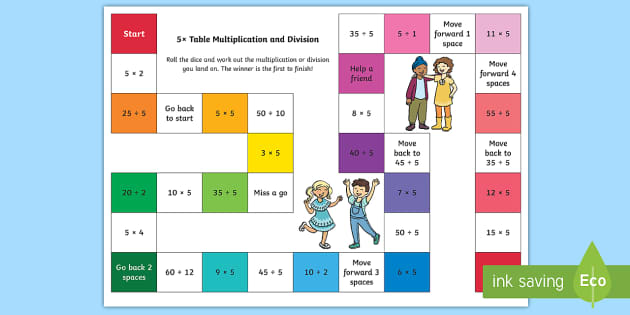 Start
5× Table Multiplication and Division
Roll the dice and work out the multiplication or division
you land on. The winner is the first to finish!
35 ÷ 5
5 ÷ 1
Move
forward 1
space
11 × 5
5 × 2
Help a
friend
Move
forward 4
spaces
25 ÷ 5
Go back
to start
5 × 5
50 ÷ 10
8 × 5
55 ÷ 5
3 × 5
40 ÷ 5
Move
back to
45 ÷ 5
Move
back to
35 ÷ 5
20 ÷ 2
10 × 5
35 ÷ 5
Miss a go
7 × 5
12 × 5
5 × 4
50 ÷ 5
15 × 5
Go back 2
spaces
60 ÷ 12
9 × 5
45 ÷ 5
10 ÷ 2
Move
forward 3
spaces
6 × 5
ink saving
Eco